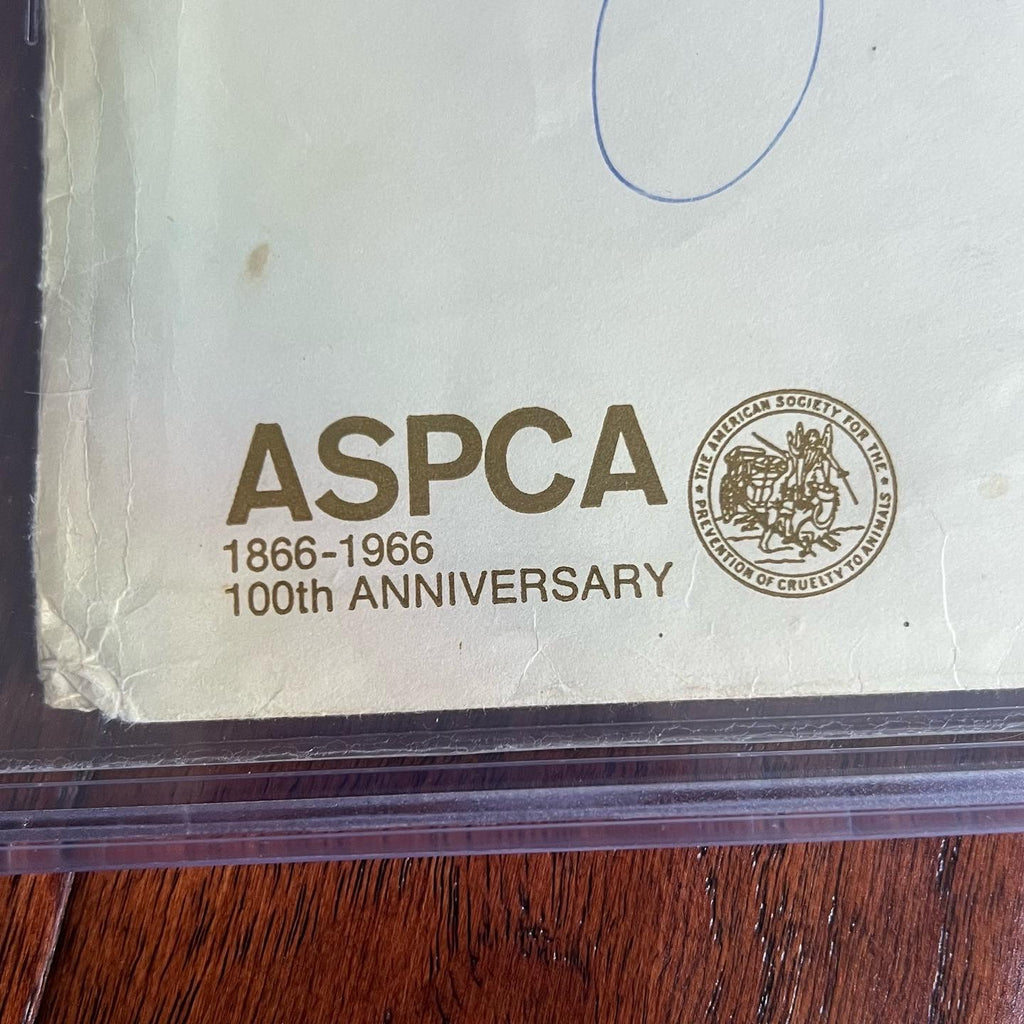 ASPCA
1866-1966
100th ANNIVERSARY
• THE AMERICAN SOCIETY FOR THE •
PREVENTION OF CRUELTY TO ANIMALS